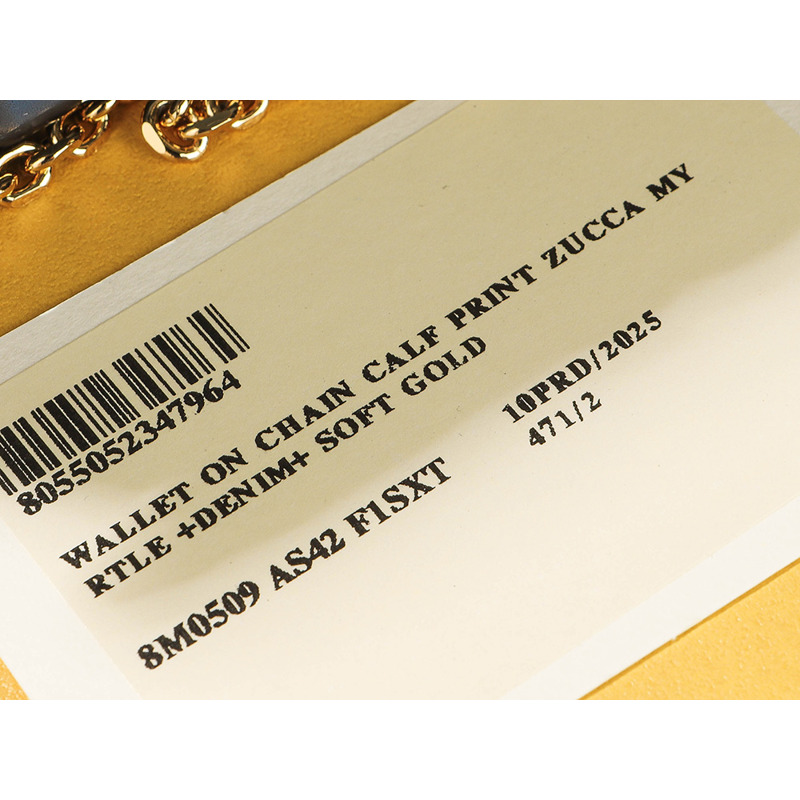 8055052347964
WALLET ON CHAIN CALF PRINT ZUCCA MY
RTLE +DENIM+ SOFT GOLD
10PRD/2025
471/2
8M0509 AS42 F1SXT